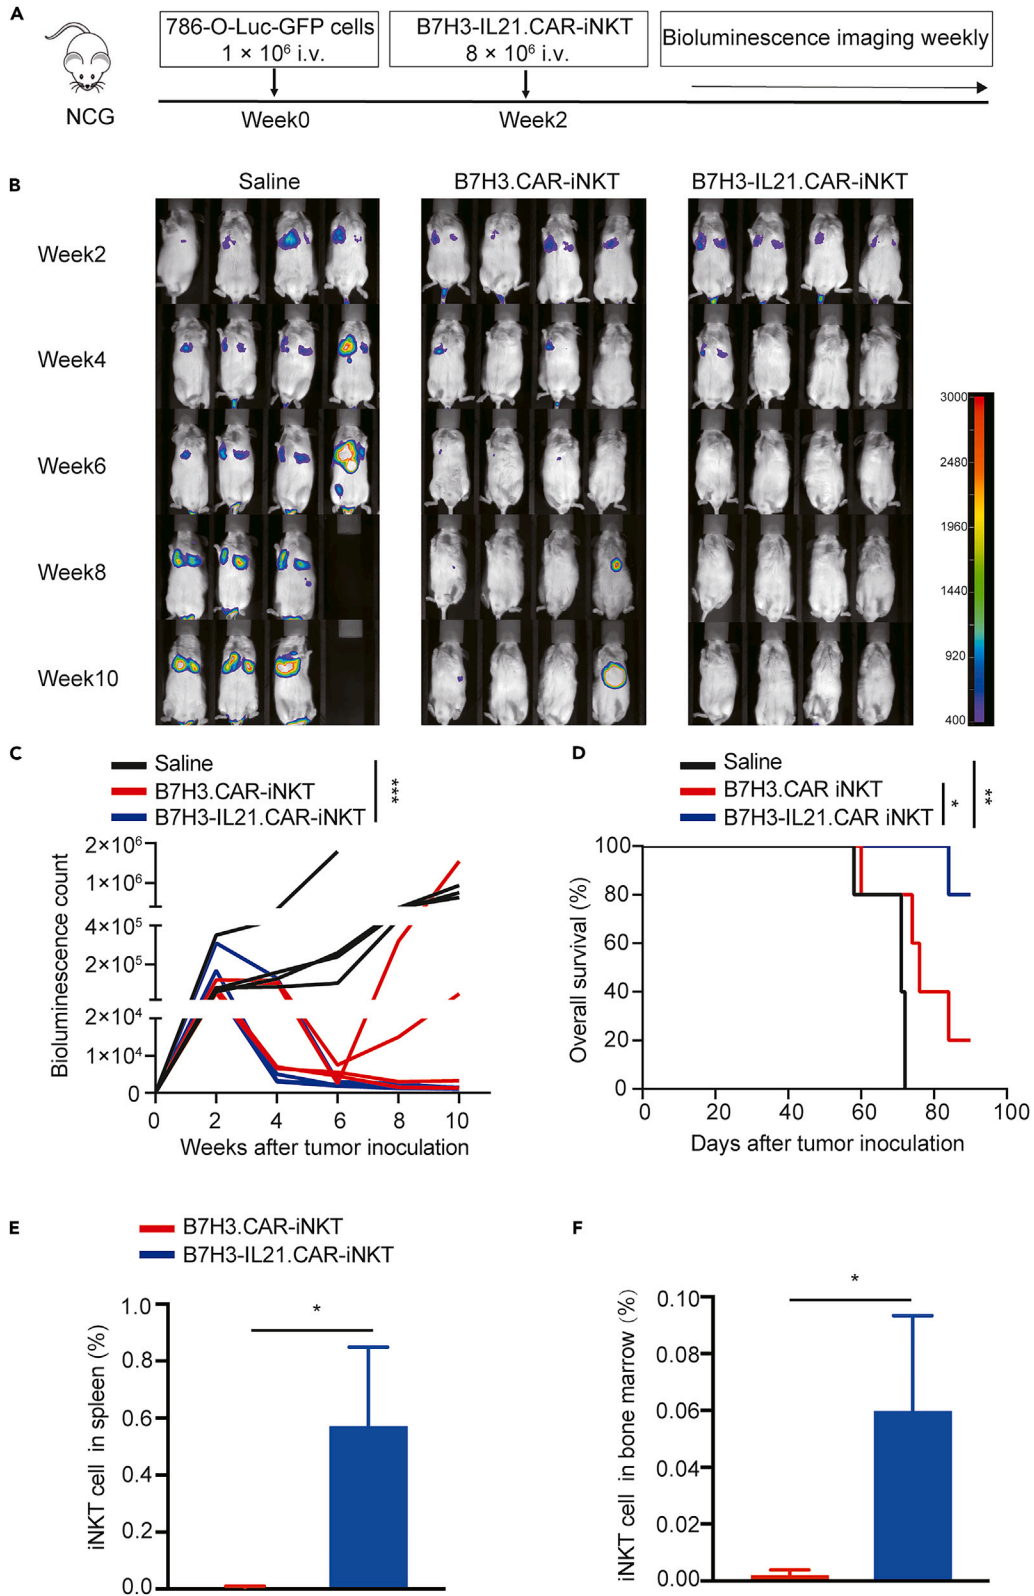 A
786-O-Luc-GFP cells
1 × 10⁶ i.v.
B7H3-IL21.CAR-iNKT
8 × 10⁶ i.v.
Bioluminescence imaging weekly
NCG
Week0
Week2
B
Saline
B7H3.CAR-iNKT
B7H3-IL21.CAR-iNKT
Week2
Week4
Week6
Week8
Week10
3000
2480
1960
1440
920
400
C
Saline
B7H3.CAR-iNKT
B7H3-IL21.CAR-iNKT
***
Bioluminescence count
2×10⁶
1×10⁶
4×10⁵
2×10⁵
2×10⁴
1×10⁴
0
0 2 4 6 8 10
Weeks after tumor inoculation
D
Saline
B7H3.CAR iNKT
B7H3-IL21.CAR iNKT
*
**
Overall survival (%)
100
80
60
40
20
0
0 20 40 60 80 100
Days after tumor inoculation
E
B7H3.CAR-iNKT
B7H3-IL21.CAR-iNKT
*
iNKT cell in spleen (%)
1.0
0.8
0.6
0.4
0.2
0.0
F
*
iNKT cell in bone marrow (%)
0.10
0.08
0.06
0.04
0.02
0.00